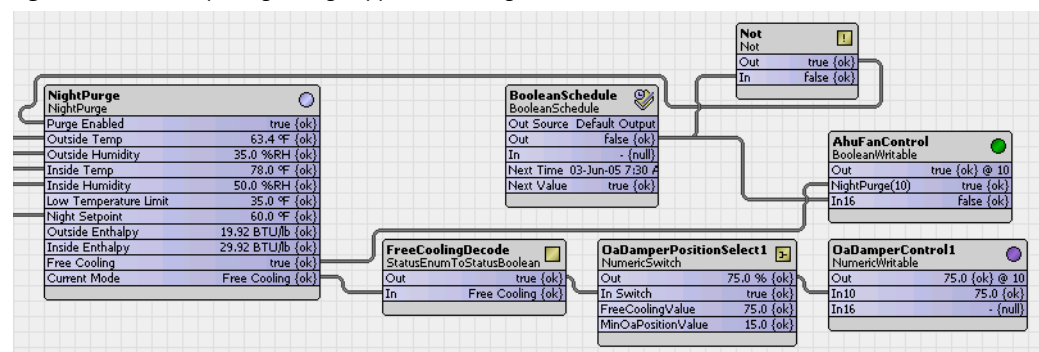 Not
Not
Out true {ok}
In false {ok}
NightPurge
NightPurge
Purge Enabled true {ok}
Outside Temp 63.4 °F {ok}
Outside Humidity 35.0 %RH {ok}
Inside Temp 78.0 °F {ok}
Inside Humidity 50.0 %RH {ok}
Low Temperature Limit 35.0 °F {ok}
Night Setpoint 60.0 °F {ok}
Outside Enthalpy 19.92 BTU/lb {ok}
Inside Enthalpy 29.92 BTU/lb {ok}
Free Cooling true {ok}
Current Mode Free Cooling {ok}
BooleanSchedule
BooleanSchedule
Out Source Default Output
Out false {ok}
In - {null}
Next Time 03-Jun-05 7:30 A
Next Value true {ok}
AhuFanControl
BooleanWritable
Out true {ok} @ 10
NightPurge(10) true {ok}
In16 false {ok}
FreeCoolingDecode
StatusEnumToStatusBoolean
Out true {ok}
In Free Cooling {ok}
OaDamperPositionSelect1
NumericSwitch
Out 75.0 % {ok}
In Switch true {ok}
FreeCoolingValue 75.0 {ok}
MinOaPositionValue 15.0 {ok}
OaDamperControl1
NumericWritable
Out 75.0 {ok} @ 10
In10 75.0 {ok}
In16 - {null}